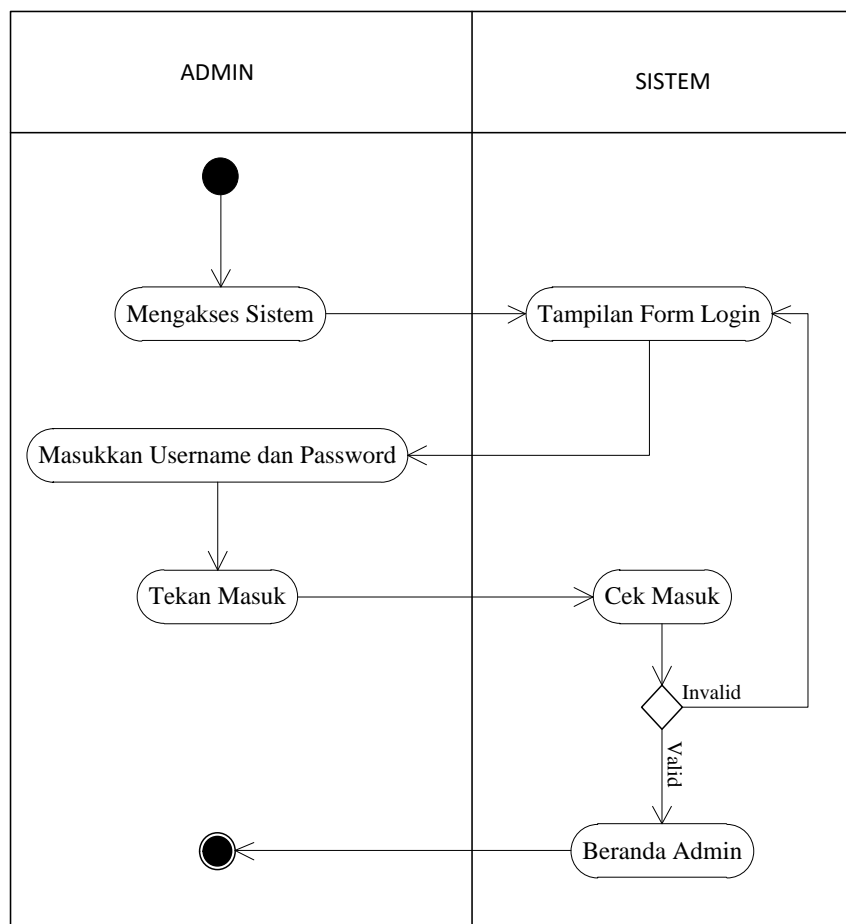 ADMIN
SISTEM
Mengakses Sistem
Tampilan Form Login
Masukkan Username dan Password
Tekan Masuk
Cek Masuk
Invalid
Valid
Beranda Admin